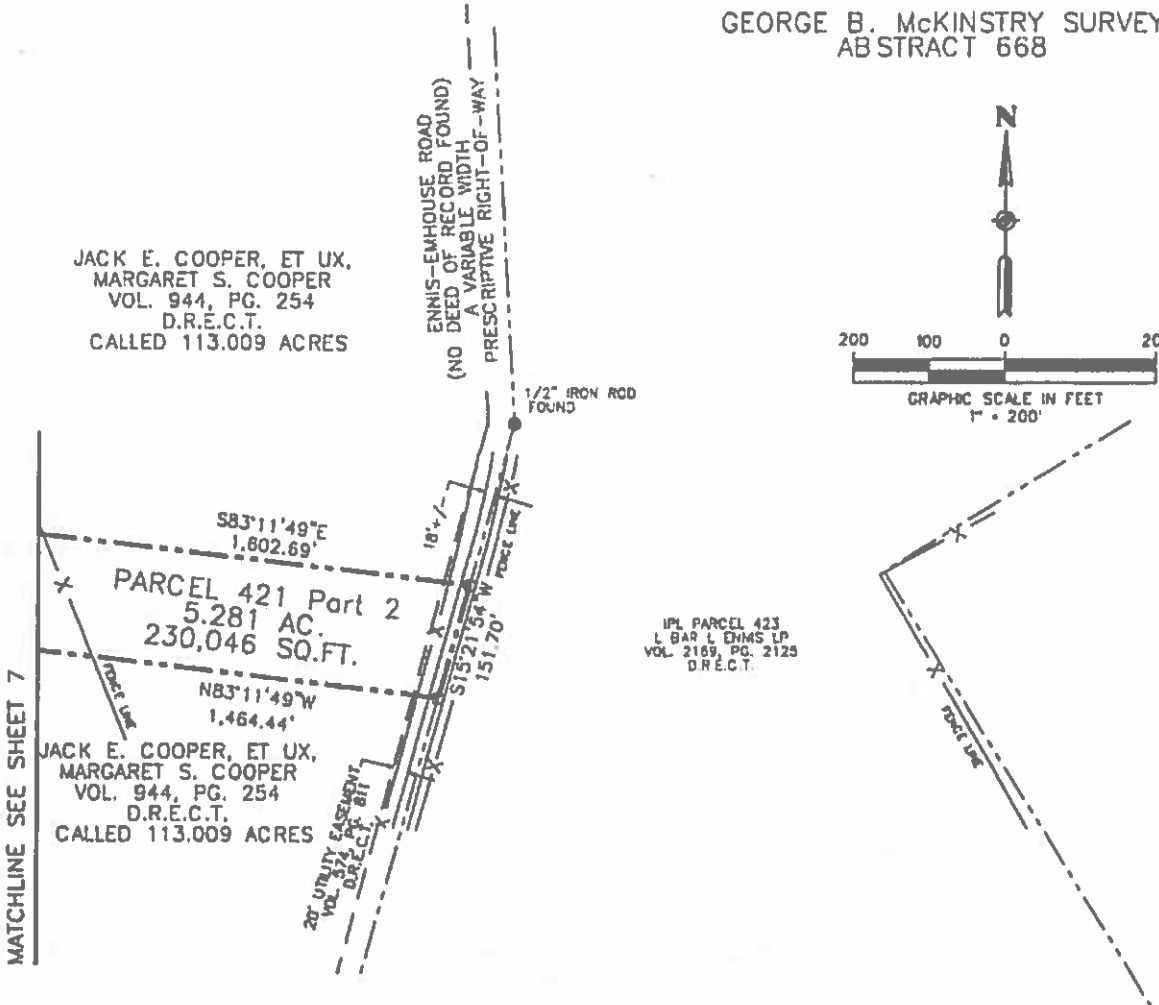 GEORGE B. McKINSTRY SURVEY
ABSTRACT 668
N
200 100 0 20
GRAPHIC SCALE IN FEET
1" = 200'
ENNIS-EMHOUSE ROAD
(NO DEED OF RECORD FOUND)
A VARIABLE WIDTH
PRESCRIPTIVE RIGHT-OF-WAY
JACK E. COOPER, ET UX,
MARGARET S. COOPER
VOL. 944, PG. 254
D.R.E.C.T.
CALLED 113.009 ACRES
1/2" IRON ROD
FOUND
18'+/-
X
FENCE LINE
S83°11'49"E
1,602.69'
PARCEL 421 Part 2
5.281 AC.
230,046 SQ.FT.
N83°11'49"W
1,464.44'
S15°21'54"W
151.70'
X
FENCE LINE
X
X
X
JACK E. COOPER, ET UX,
MARGARET S. COOPER
VOL. 944, PG. 254
D.R.E.C.T.
CALLED 113.009 ACRES
20' UTILITY EASEMENT
VOL. 574, PG. 811
D.R.E.C.T.
MATCHLINE SEE SHEET 7
IPL PARCEL 423
L BAR L ENNIS LP
VOL. 2169, PG. 2125
D.R.E.C.T.
X
X
FENCE LINE